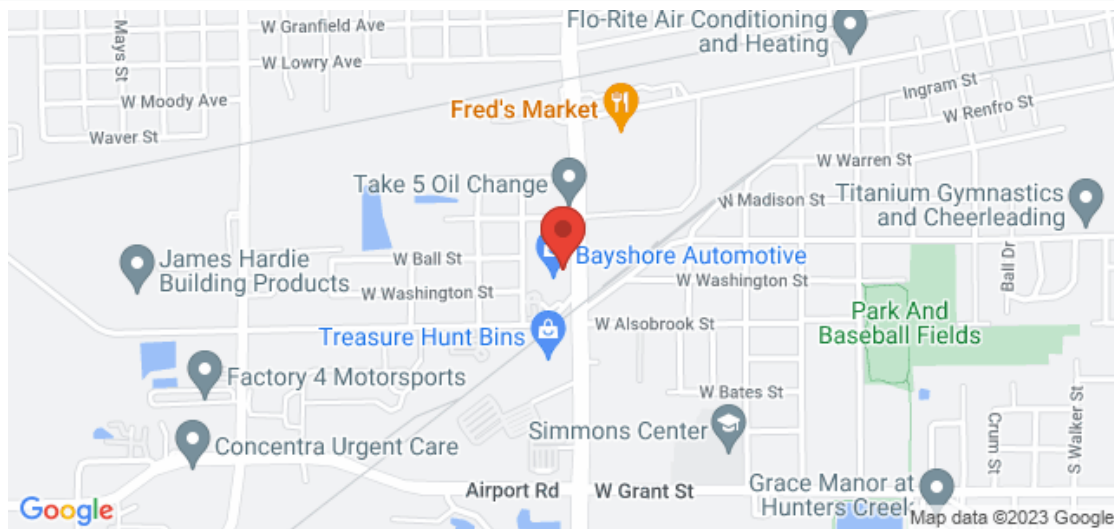 W Granfield Ave
Flo-Rite Air Conditioning
and Heating
Mays St
W Lowry Ave
W Moody Ave
Ingram St
Fred's Market
W Renfro St
Waver St
W Warren St
Take 5 Oil Change
W Madison St
Titanium Gymnastics
and Cheerleading
James Hardie
Building Products
W Ball St
Bayshore Automotive
Ball Dr
W Washington St
W Washington St
Park And
Baseball Fields
Treasure Hunt Bins
W Alsobrook St
Factory 4 Motorsports
W Bates St
S Walker St
Simmons Center
Crum St
Concentra Urgent Care
Grace Manor at
Hunters Creek
Airport Rd
W Grant St
Google
Map data ©2023 Google